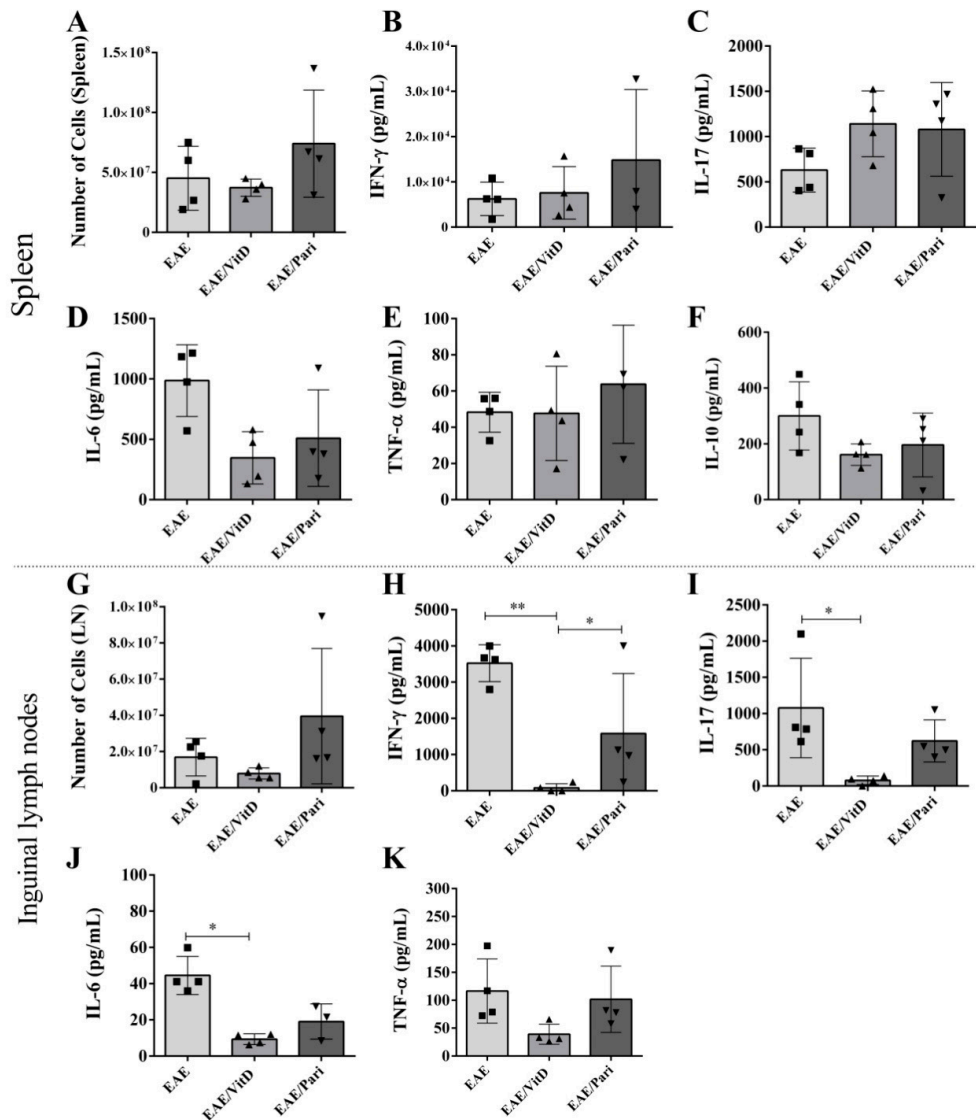 Spleen
A
Number of Cells (Spleen)
1.5×10⁸
1.0×10⁸
5.0×10⁷
0
EAE
EAE/VitD
EAE/Pari
B
IFN-γ (pg/mL)
4.0×10⁴
3.0×10⁴
2.0×10⁴
1.0×10⁴
0
EAE
EAE/VitD
EAE/Pari
C
IL-17 (pg/mL)
2000
1500
1000
500
0
EAE
EAE/VitD
EAE/Pari
D
IL-6 (pg/mL)
1500
1000
500
0
EAE
EAE/VitD
EAE/Pari
E
TNF-α (pg/mL)
100
80
60
40
20
0
EAE
EAE/VitD
EAE/Pari
F
IL-10 (pg/mL)
600
400
200
0
EAE
EAE/VitD
EAE/Pari
Inguinal lymph nodes
G
Number of Cells (LN)
1.0×10⁸
8.0×10⁷
6.0×10⁷
4.0×10⁷
2.0×10⁷
0
EAE
EAE/VitD
EAE/Pari
H
IFN-γ (pg/mL)
5000
4000
3000
2000
1000
0
**
*
EAE
EAE/VitD
EAE/Pari
I
IL-17 (pg/mL)
2500
2000
1500
1000
500
0
*
EAE
EAE/VitD
EAE/Pari
J
IL-6 (pg/mL)
100
80
60
40
20
0
*
EAE
EAE/VitD
EAE/Pari
K
TNF-α (pg/mL)
300
250
200
150
100
50
0
EAE
EAE/VitD
EAE/Pari